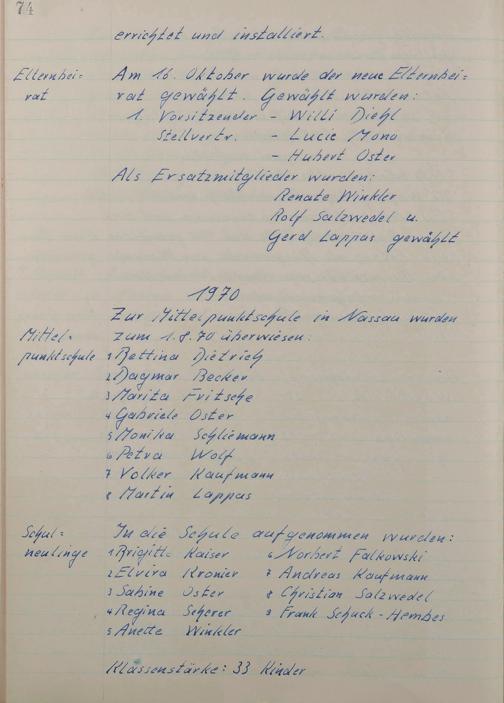 74
errichtet und installiert.
Elternbei=
rat
Am 16. Oktober wurde der neue Elternbei=
rat gewählt. Gewählt wurden:
1. Vorsitzender - Willi Diehl
Stellvertr. - Lucie Mono
- Hubert Oster
Als Ersatzmitglieder wurden:
Renate Winkler
Rolf Salzwedel u.
Gerd Lappas gewählt
1970
Mittel=
punktschule
Zur Mittelpunktschule in Nassau wurden
zum 1.8.70 überwiesen:
1 Bettina Dietrich
2 Dagmar Becker
3 Marita Fritsche
4 Gabriele Oster
5 Monika Schliemann
6 Petra Wolf
7 Volker Kaufmann
8 Martin Lappas
Schul=
neulinge
In die Schule aufgenommen wurden:
1 Brigitte Kaiser
2 Elvira Kronier
3 Sabine Oster
4 Regina Scherer
5 Anette Winkler
6 Norbert Falkowski
7 Andreas Kaufmann
8 Christian Salzwedel
9 Frank Schuck-Hembes
Klassenstärke: 33 Kinder